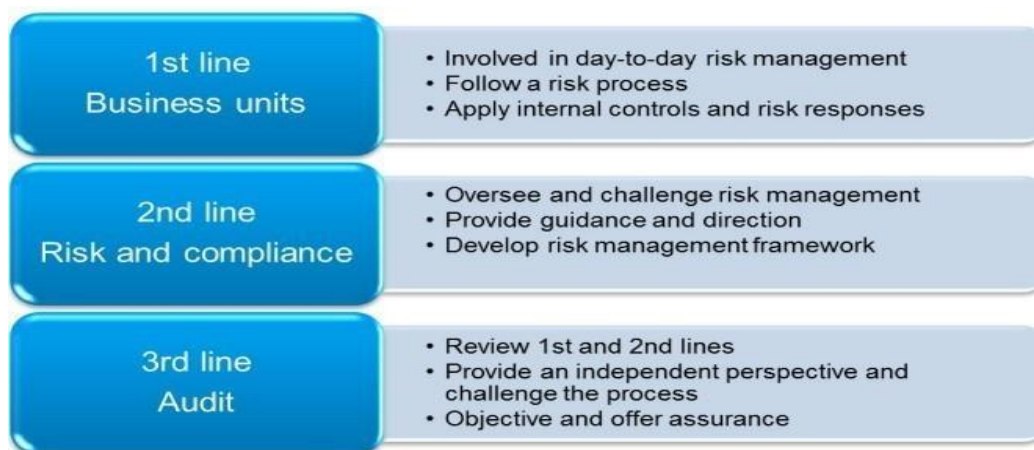 1st line
Business units
• Involved in day-to-day risk management
• Follow a risk process
• Apply internal controls and risk responses
2nd line
Risk and compliance
• Oversee and challenge risk management
• Provide guidance and direction
• Develop risk management framework
3rd line
Audit
• Review 1st and 2nd lines
• Provide an independent perspective and
challenge the process
• Objective and offer assurance